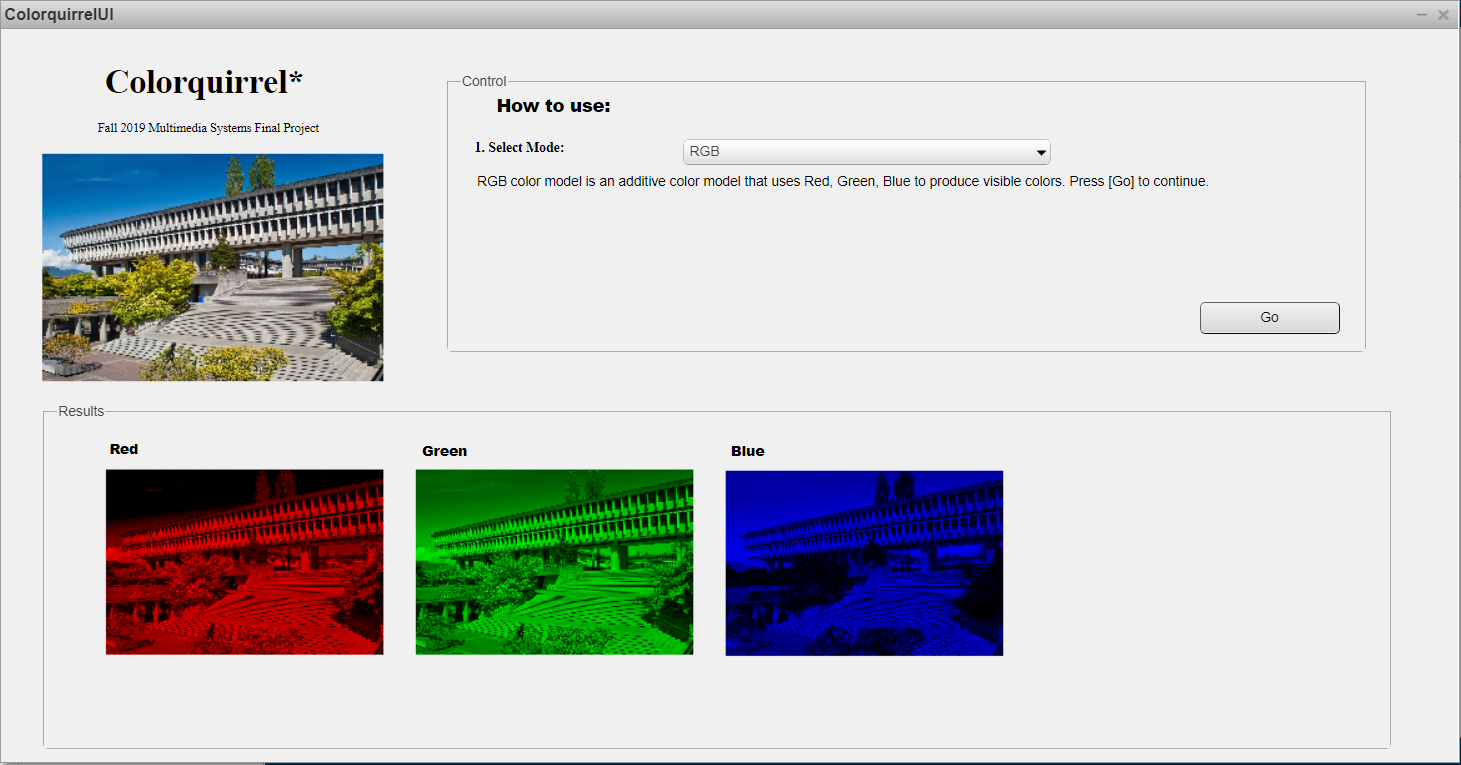 ColorquirrelUI
Colorquirrel*
Fall 2019 Multimedia Systems Final Project
Control
How to use:
1. Select Mode:
RGB
RGB color model is an additive color model that uses Red, Green, Blue to produce visible colors. Press [Go] to continue.
Go
Results
Red
Green
Blue